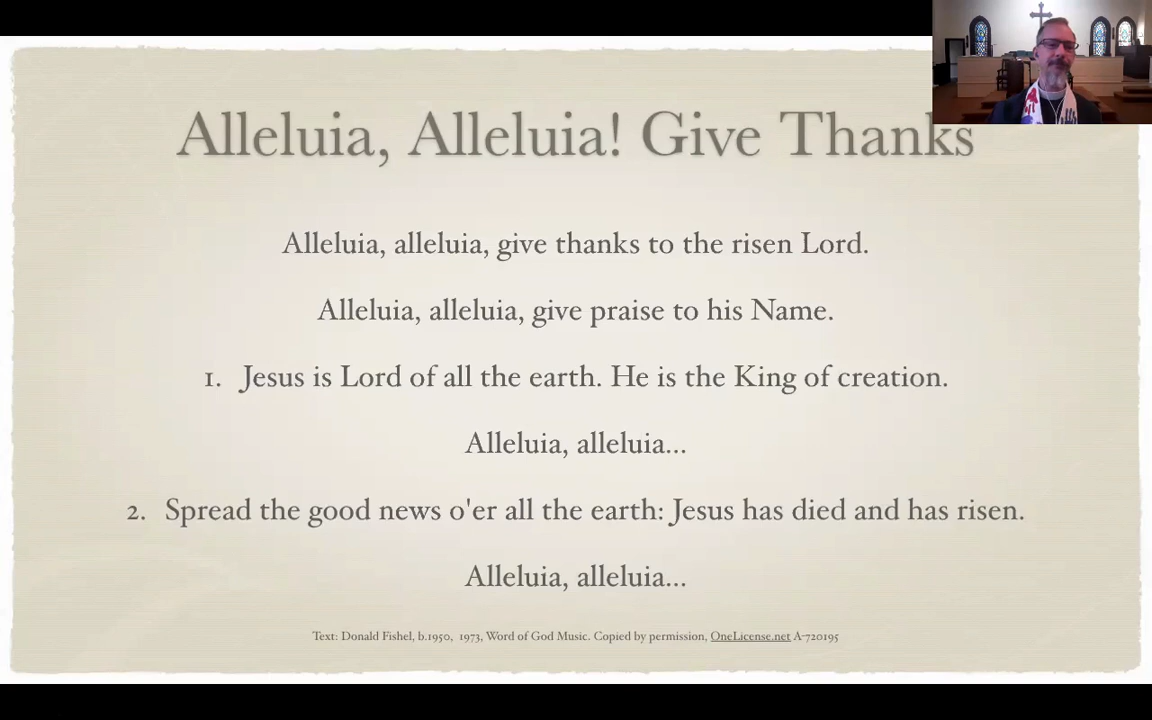 Alleluia, Alleluia! Give Thanks
Alleluia, alleluia, give thanks to the risen Lord.
Alleluia, alleluia, give praise to his Name.
1. Jesus is Lord of all the earth. He is the King of creation.
Alleluia, alleluia...
2. Spread the good news o'er all the earth: Jesus has died and has risen.
Alleluia, alleluia...
Text: Donald Fishel, b.1950, 1973, Word of God Music. Copied by permission, OneLicense.net A-720195